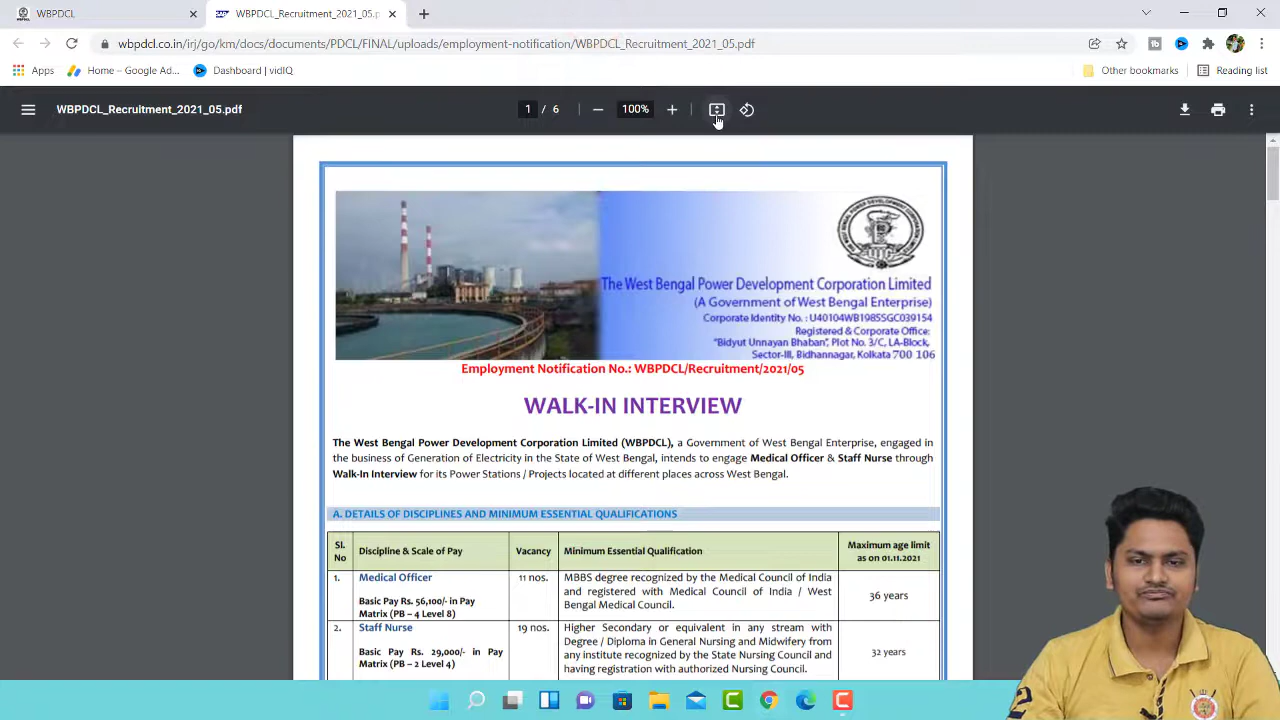 WBPDCL
WBPDCL_Recruitment_2021_05.p
wbpdcl.co.in/irj/go/km/docs/documents/PDCL/FINAL/uploads/employment-notification/WBPDCL_Recruitment_2021_05.pdf
Apps Home – Overview of Ad... Dashboard | vidIQ Other bookmarks Reading list
WBPDCL_Recruitment_2021_05.pdf 1 / 6 100%
The West Bengal Power Development Corporation Limited
(A Government of West Bengal Enterprise)
Corporate Identity No. : U40104WB1985SGC039154
Registered & Corporate Office:
"Bidyut Unnayan Bhaban", Plot No. 3/C, LA-Block,
Sector-III, Bidhannagar, Kolkata 700 106
Employment Notification No.: WBPDCL/Recruitment/2021/05
WALK-IN INTERVIEW
The West Bengal Power Development Corporation Limited (WBPDCL), a Government of West Bengal Enterprise, engaged in
the business of Generation of Electricity in the State of West Bengal, intends to engage Medical Officer & Staff Nurse through
Walk-In Interview for its Power Stations / Projects located at different places across West Bengal.
A. DETAILS OF DISCIPLINES AND MINIMUM ESSENTIAL QUALIFICATIONS
Sl. No
Discipline & Scale of Pay
Vacancy
Minimum Essential Qualification
Maximum age limit
as on 01.11.2021
1.
Medical Officer
Basic Pay Rs. 56,100/- in Pay
Matrix (PB – 4 Level 8)
11 nos.
MBBS degree recognized by the Medical Council of India
and registered with Medical Council of India / West
Bengal Medical Council.
36 years
2.
Staff Nurse
Basic Pay Rs. 29,000/- in Pay
Matrix (PB – 2 Level 4)
19 nos.
Higher Secondary or equivalent in any stream with
Degree / Diploma in General Nursing and Midwifery from
any institute recognized by the State Nursing Council and
having registration with authorized Nursing Council.
32 years